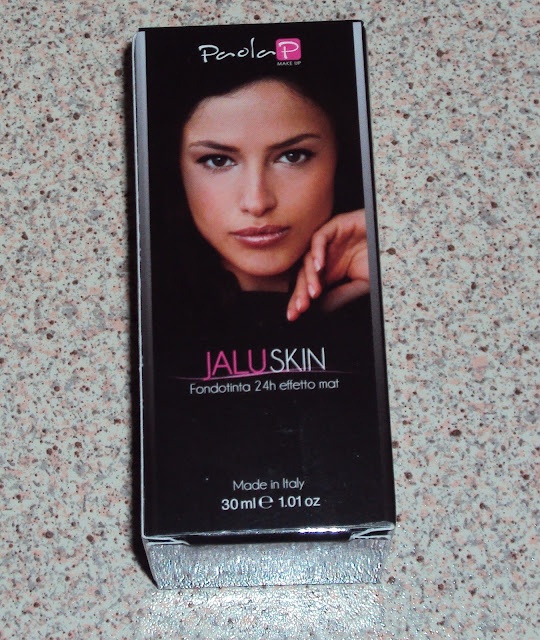 PaolaP
MAKE UP
JALUSKIN
Fondotinta 24h effetto mat
Made in Italy
30 ml ℮ 1.01 oz